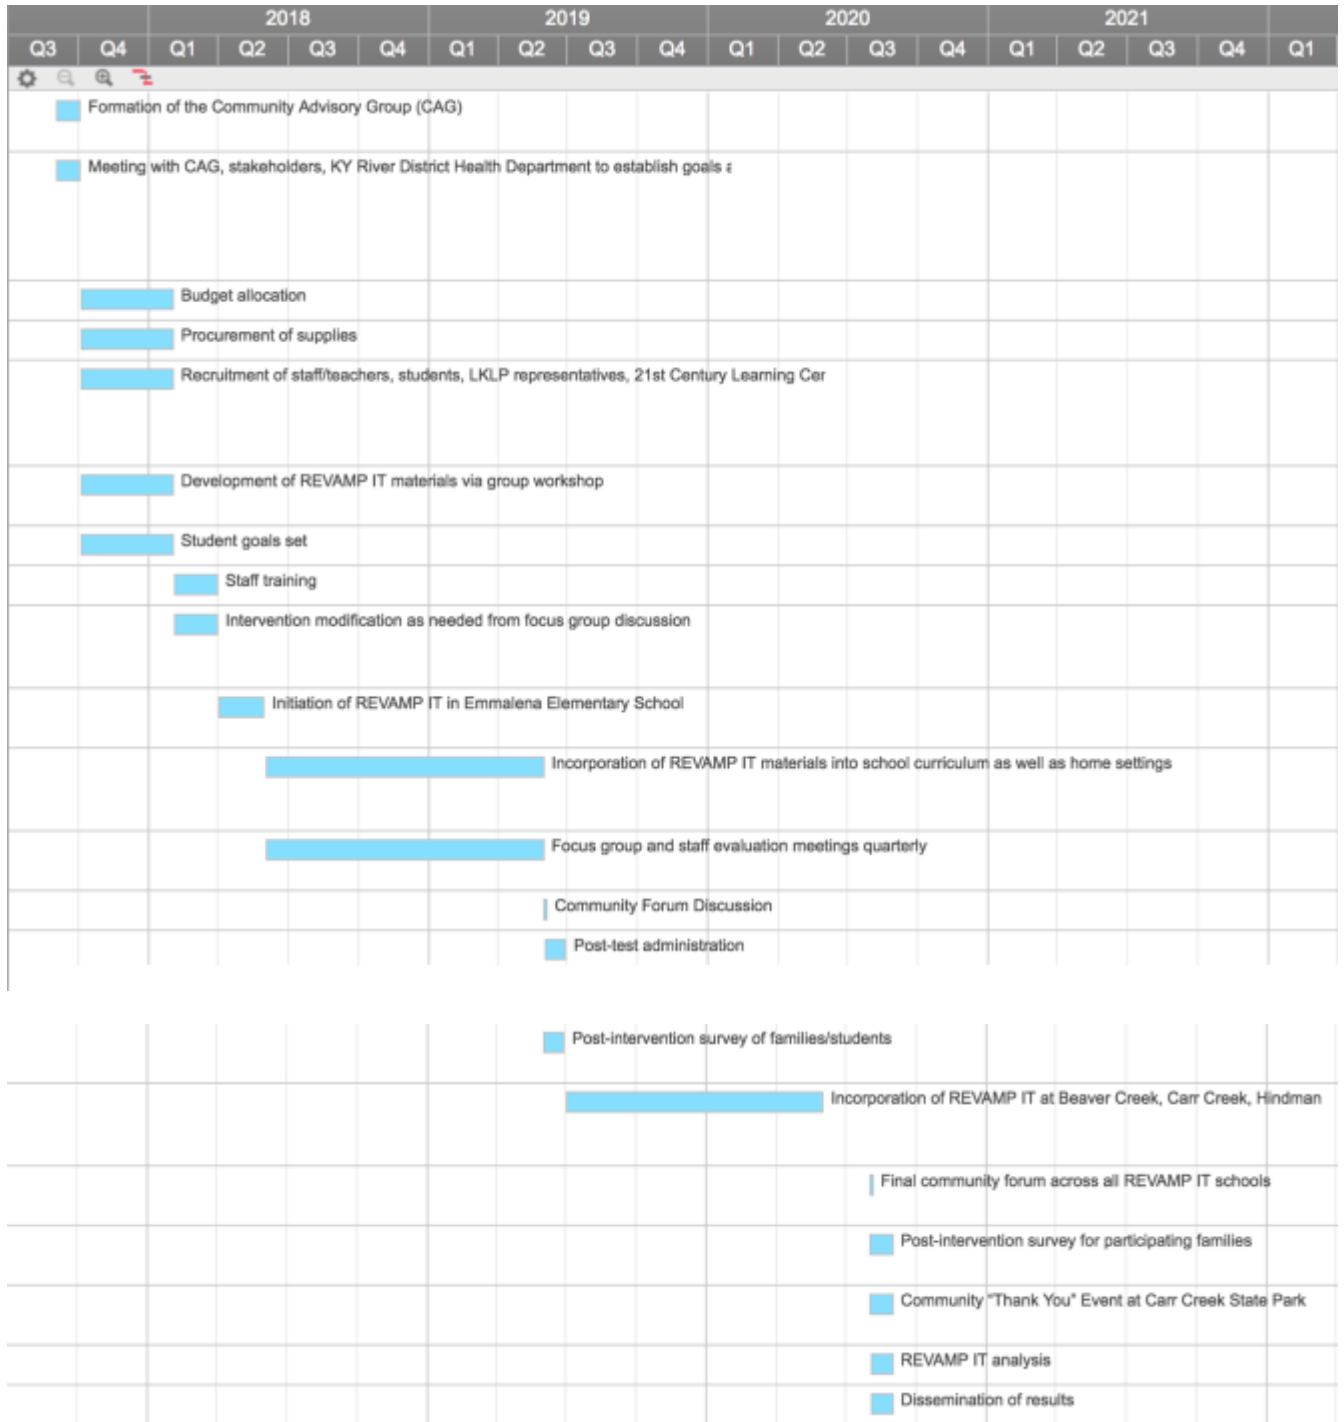 2018 2019 2020 2021
Q3 Q4 Q1 Q2 Q3 Q4 Q1 Q2 Q3 Q4 Q1 Q2 Q3 Q4 Q1 Q2 Q3 Q4 Q1
Formation of the Community Advisory Group (CAG)
Meeting with CAG, stakeholders, KY River District Health Department to establish goals
Budget allocation
Procurement of supplies
Recruitment of staff/teachers, students, LKLP representatives, 21st Century Learning Cer
Development of REVAMP IT materials via group workshop
Student goals set
Staff training
Intervention modification as needed from focus group discussion
Initiation of REVAMP IT in Emmalena Elementary School
Incorporation of REVAMP IT materials into school curriculum as well as home settings
Focus group and staff evaluation meetings quarterly
Community Forum Discussion
Post-test administration
Post-intervention survey of families/students
Incorporation of REVAMP IT at Beaver Creek, Carr Creek, Hindman
Final community forum across all REVAMP IT schools
Post-intervention survey for participating families
Community "Thank You" Event at Carr Creek State Park
REVAMP IT analysis
Dissemination of results